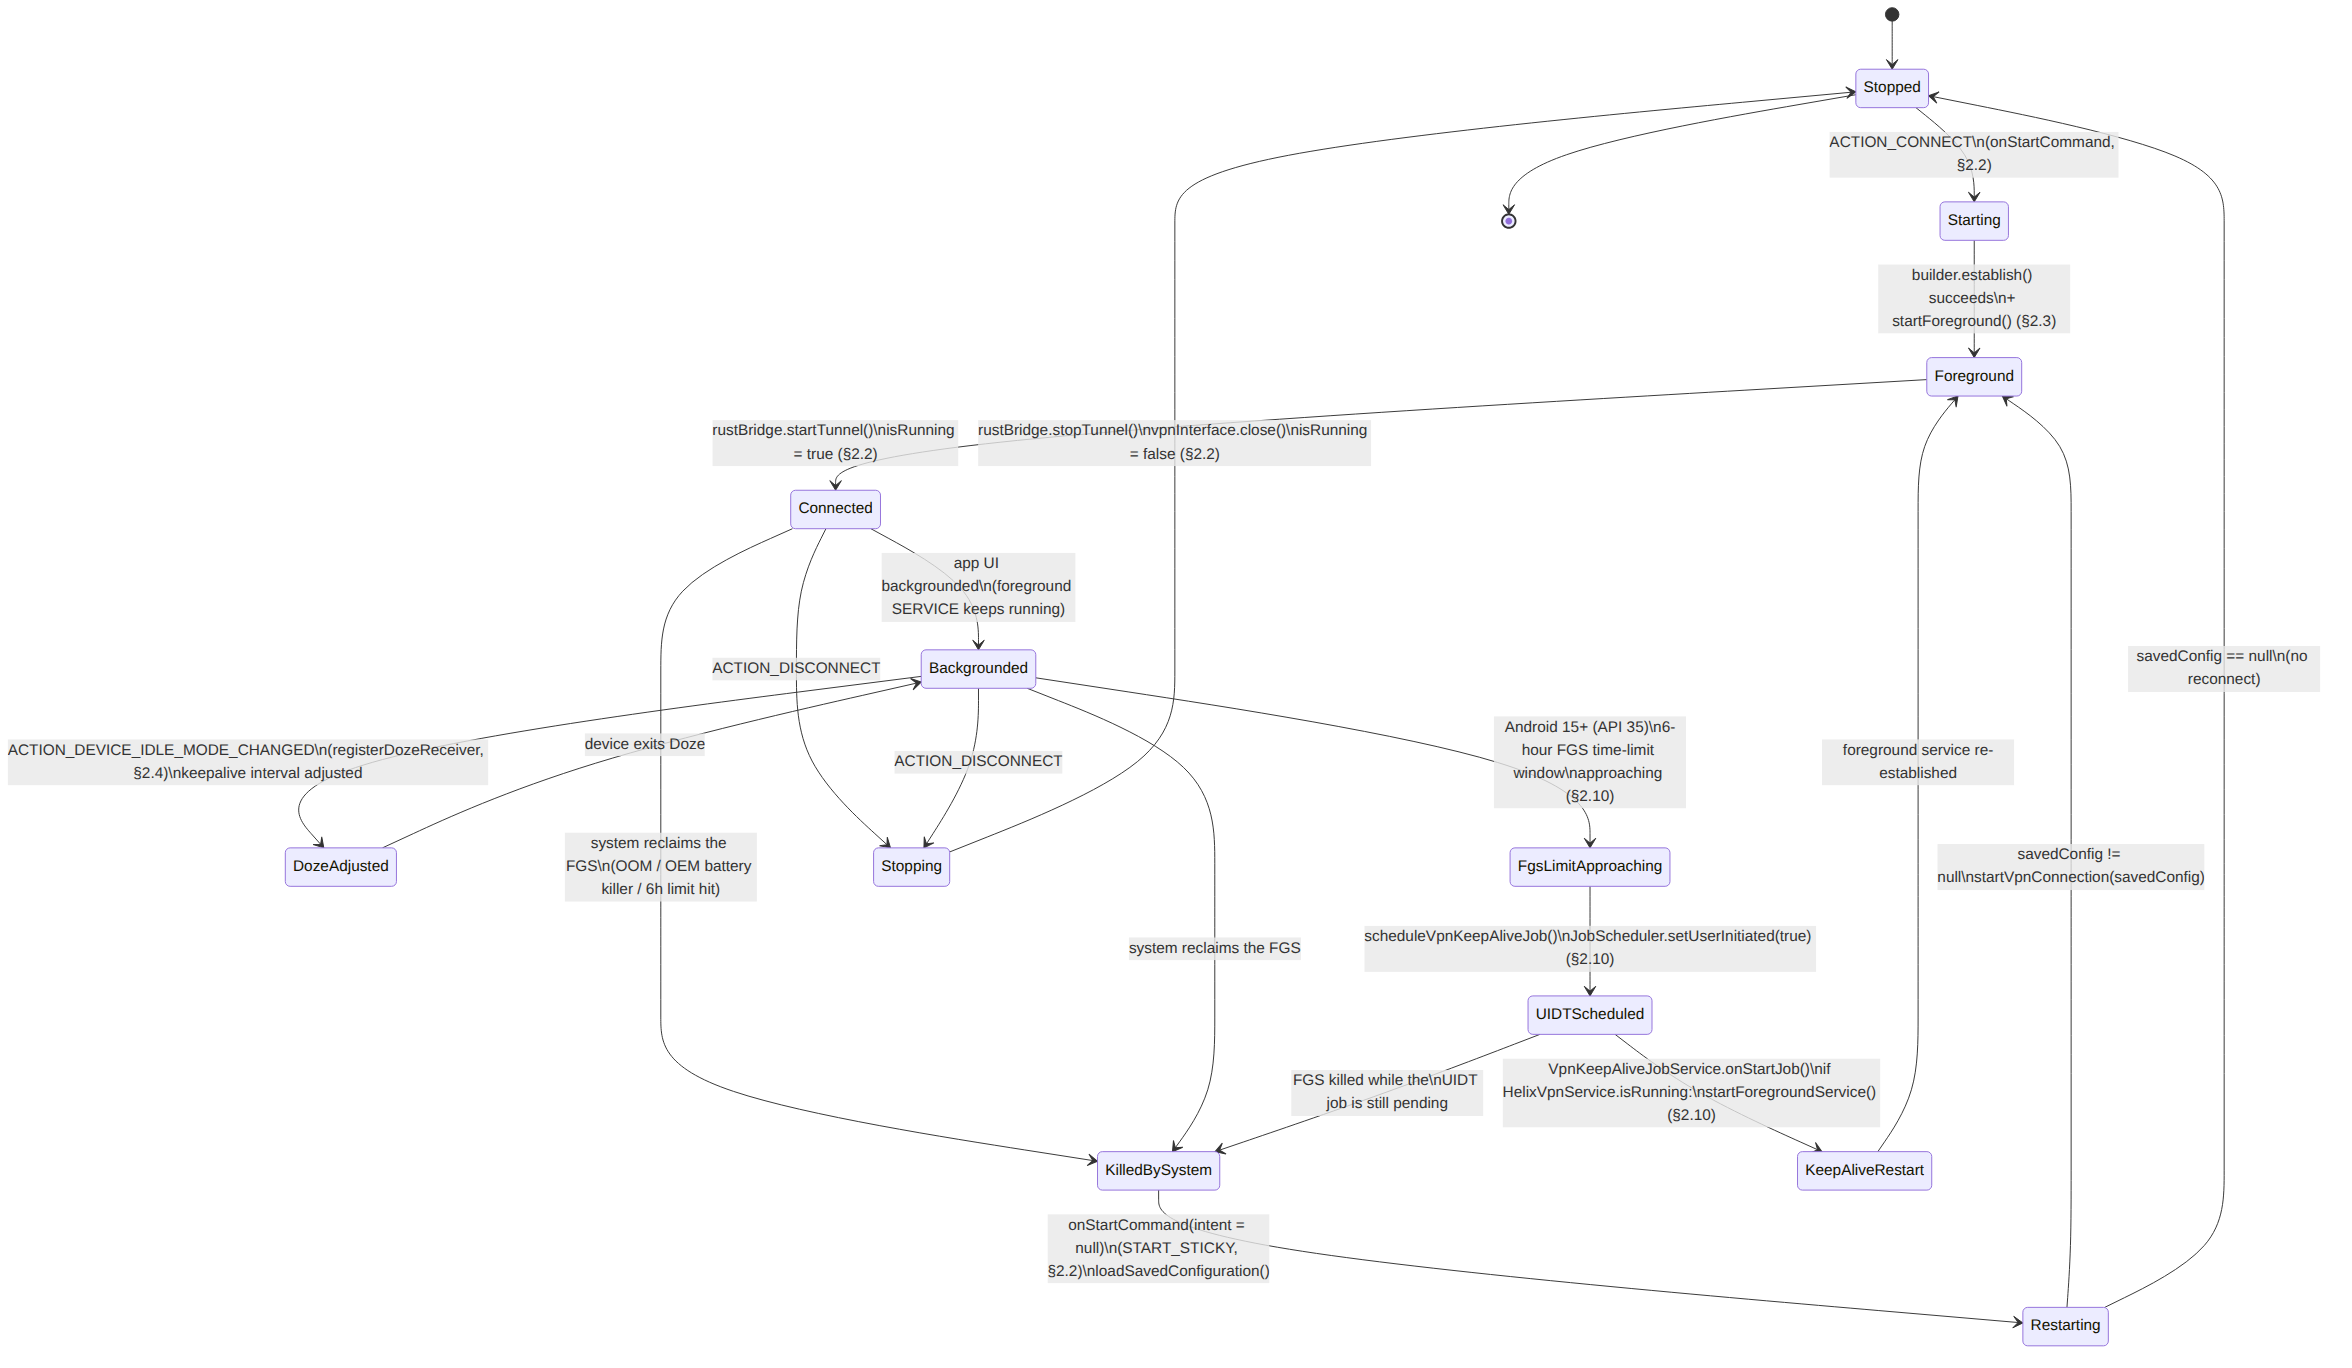 Stopped
ACTION_CONNECT\n(onStartCommand,
§2.2)
Starting
builder.establish()
succeeds\n+
startForeground() (§2.3)
Foreground
rustBridge.startTunnel()\nisRunning
= true (§2.2)
rustBridge.stopTunnel()\nvpnInterface.close()\nisRunning
= false (§2.2)
Connected
app UI
backgrounded\n(foreground
SERVICE keeps running)
ACTION_DISCONNECT
Backgrounded
savedConfig == null\n(no
reconnect)
ACTION_DEVICE_IDLE_MODE_CHANGED\n(registerDozeReceiver,
§2.4)\nkeepalive interval adjusted
device exits Doze
ACTION_DISCONNECT
Android 15+ (API 35)\n6-
hour FGS time-limit
window\napproaching
(§2.10)
foreground service re-
established
DozeAdjusted
system reclaims the
FGS\n(OOM / OEM battery
killer / 6h limit hit)
Stopping
FgsLimitApproaching
savedConfig !=
null\nstartVpnConnection(savedConfig)
system reclaims the FGS
scheduleVpnKeepAliveJob()\nJobScheduler.setUserInitiated(true)
(§2.10)
UIDTScheduled
FGS killed while the\nUIDT
job is still pending
VpnKeepAliveJobService.onStartJob()\nif
HelixVpnService.isRunning:\nstartForegroundService()
(§2.10)
KilledBySystem
KeepAliveRestart
onStartCommand(intent =
null)\n(START_STICKY,
§2.2)\nloadSavedConfiguration()
Restarting